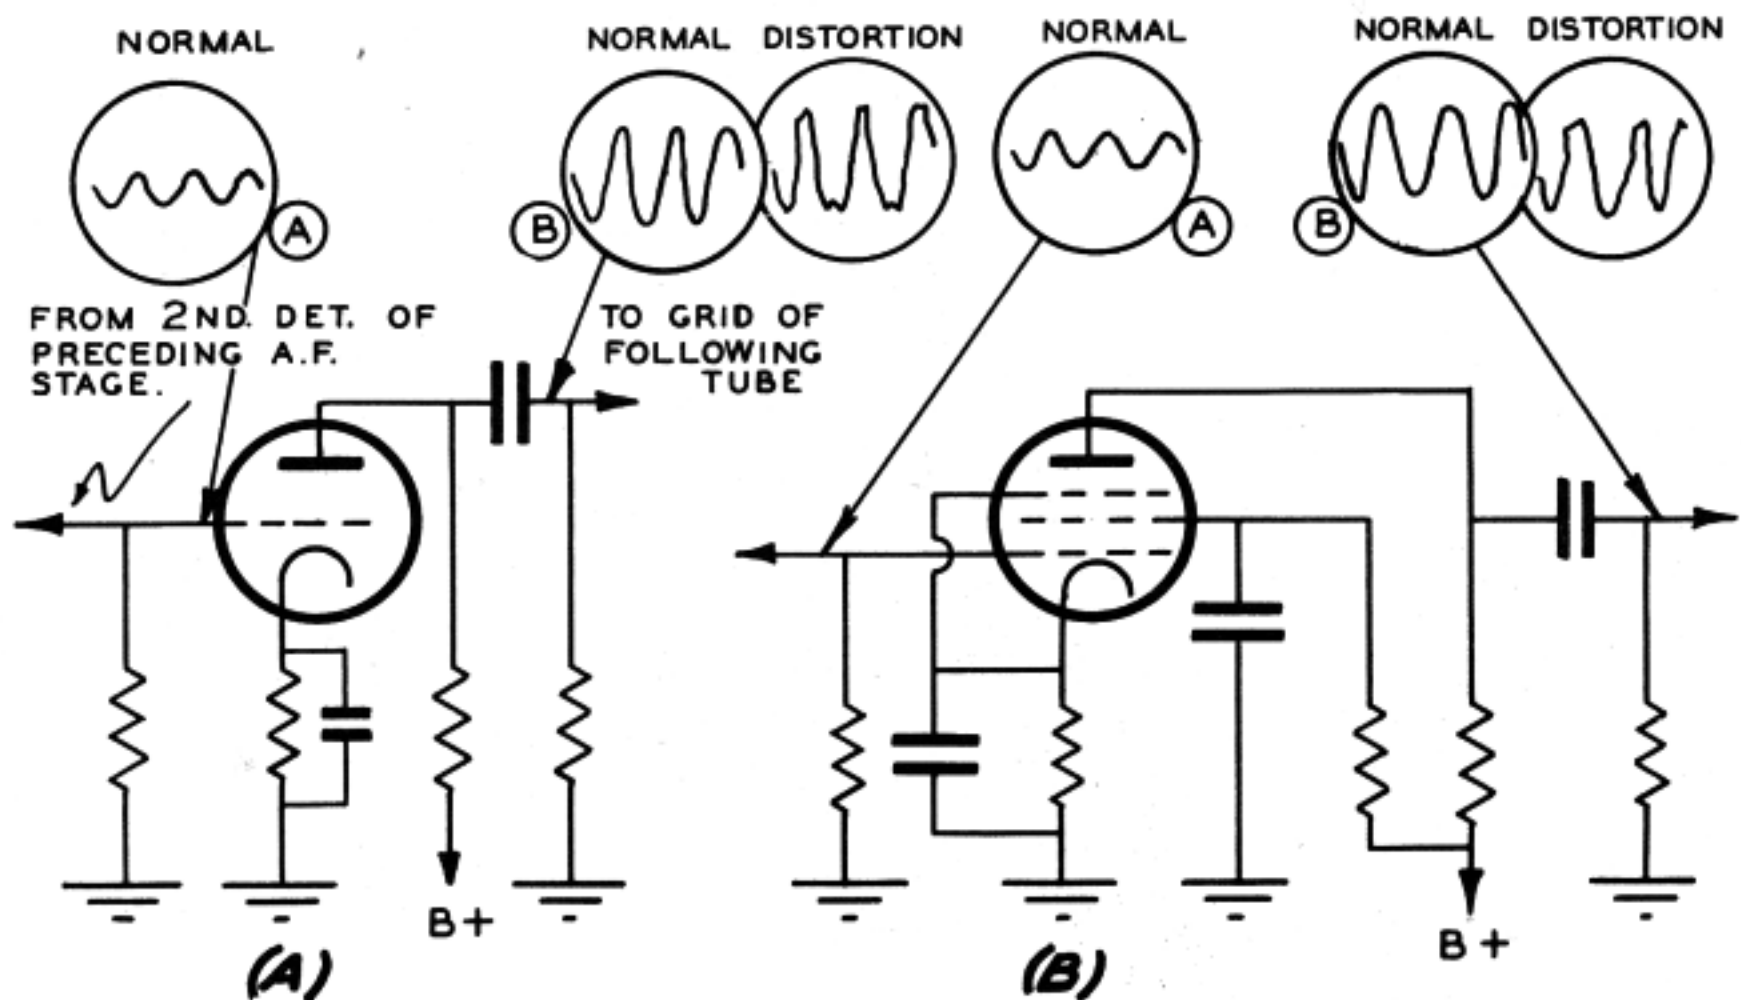 NORMAL
NORMAL DISTORTION
NORMAL
NORMAL DISTORTION
A
B
A
B
FROM 2ND. DET. OF
PRECEDING A.F.
STAGE.
TO GRID OF
FOLLOWING
TUBE
B+
B+
(A)
(B)